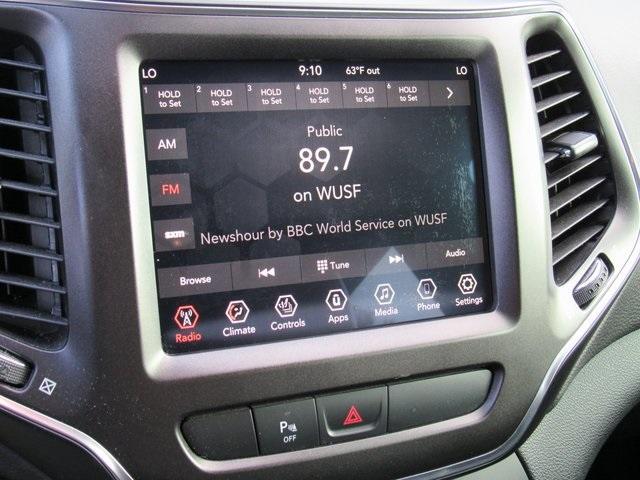 LO 9:10 63°F out LO
1 HOLD to Set 2 HOLD to Set 3 HOLD to Set 4 HOLD to Set 5 HOLD to Set 6 HOLD to Set
AM
Public
89.7
FM
on WUSF
sxm
Newshour by BBC World Service on WUSF
Browse Tune Audio
Radio Climate Controls Apps Media Phone Settings
P OFF